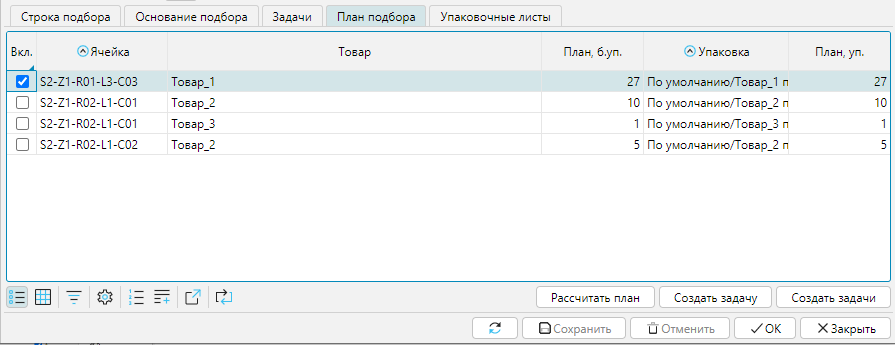 Строка подбора Основание подбора Задачи План подбора Упаковочные листы
Вкл. Ячейка Товар План, б.уп. Упаковка План, уп.
S2-Z1-R01-L3-C03 Товар_1 27 По умолчанию/Товар_1 п 27
S2-Z1-R02-L1-C01 Товар_2 10 По умолчанию/Товар_2 п 10
S2-Z1-R02-L1-C01 Товар_3 1 По умолчанию/Товар_3 п 1
S2-Z1-R02-L1-C02 Товар_2 5 По умолчанию/Товар_2 п 5
Рассчитать план Создать задачу Создать задачи
Сохранить Отменить OK Закрыть